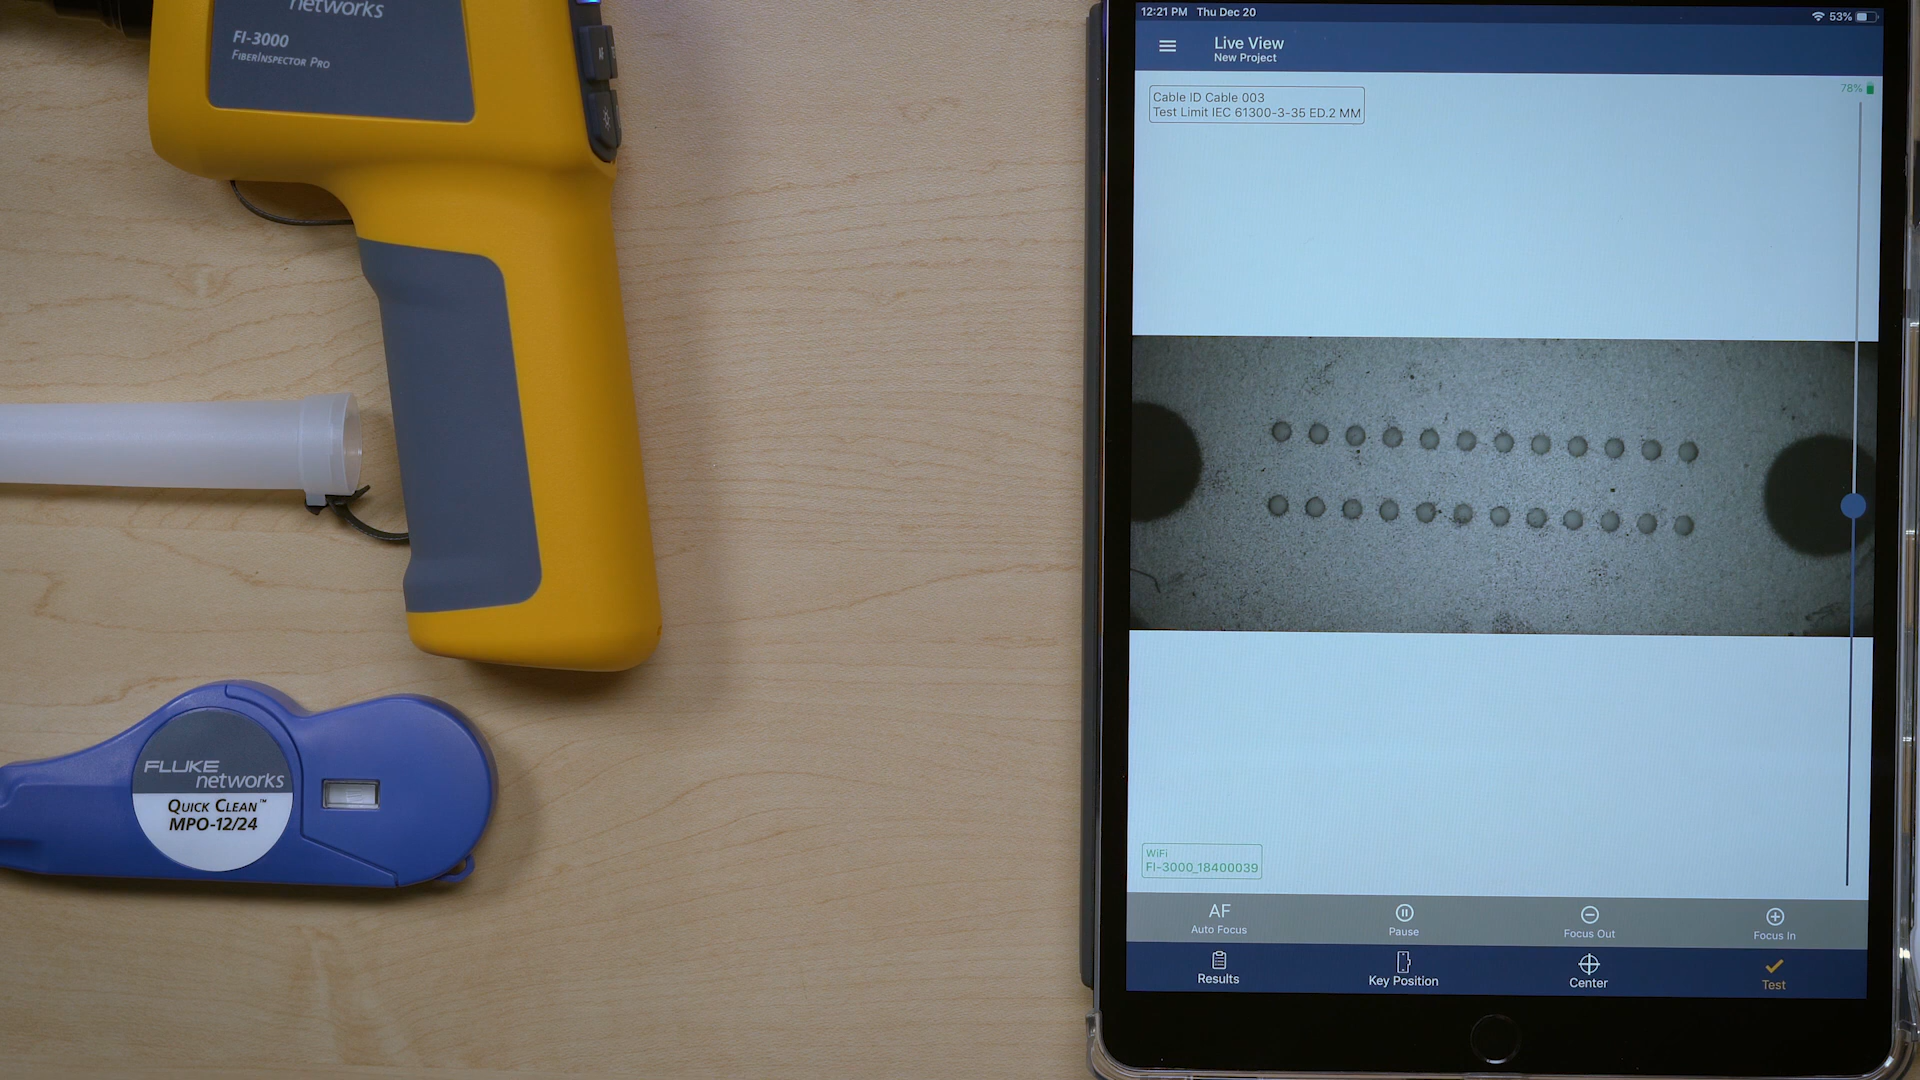 networks
FI-3000
FIBERINSPECTOR PRO
FLUKE
networks
QUICK CLEAN™
MPO-12/24
12:21 PM Thu Dec 20
53%
Live View
New Project
78%
Cable ID Cable 003
Test Limit IEC 61300-3-35 ED.2 MM
WiFi
FI-3000_18400039
AF
Auto Focus
Pause
Focus Out
Focus In
Results
Key Position
Center
Test